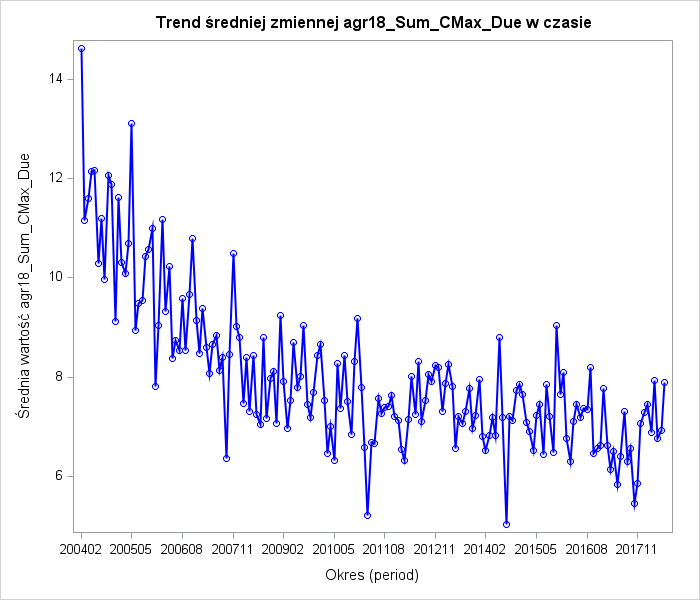 Trend średniej zmiennej agr18_Sum_CMax_Due w czasie
Średnia wartość agr18_Sum_CMax_Due
14
12
10
8
6
200402 200505 200608 200711 200902 201005 201108 201211 201402 201505 201608 201711
Okres (period)